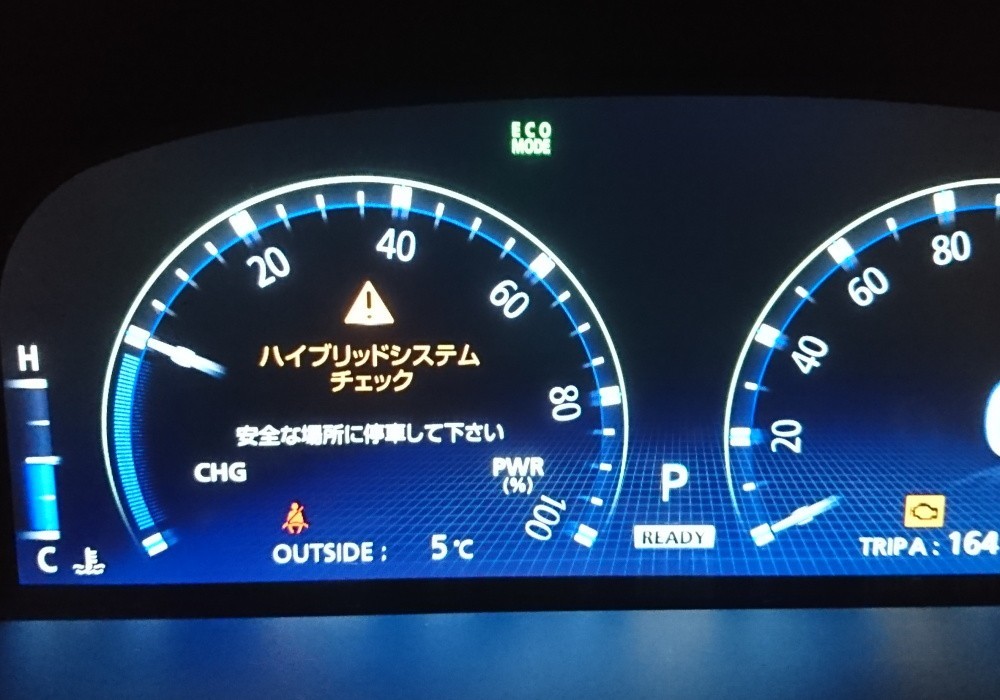 ECO
MODE
20
40
60
80
100
ハイブリッドシステム
チェック
安全な場所に停車して下さい
CHG
PWR
(%)
OUTSIDE : 5℃
H
C
P
READY
20
40
60
80
TRIP A : 164